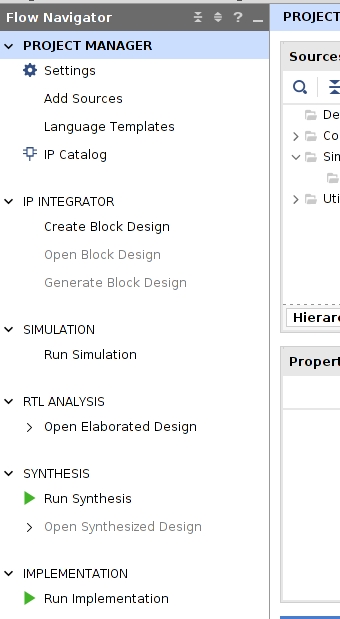 Flow Navigator ?
PROJECT MANAGER
Settings
Add Sources
Language Templates
IP Catalog
IP INTEGRATOR
Create Block Design
Open Block Design
Generate Block Design
SIMULATION
Run Simulation
RTL ANALYSIS
Open Elaborated Design
SYNTHESIS
Run Synthesis
Open Synthesized Design
IMPLEMENTATION
Run Implementation
PROJECT
Sources
De
Co
Sim
Uti
Hierar
Propert